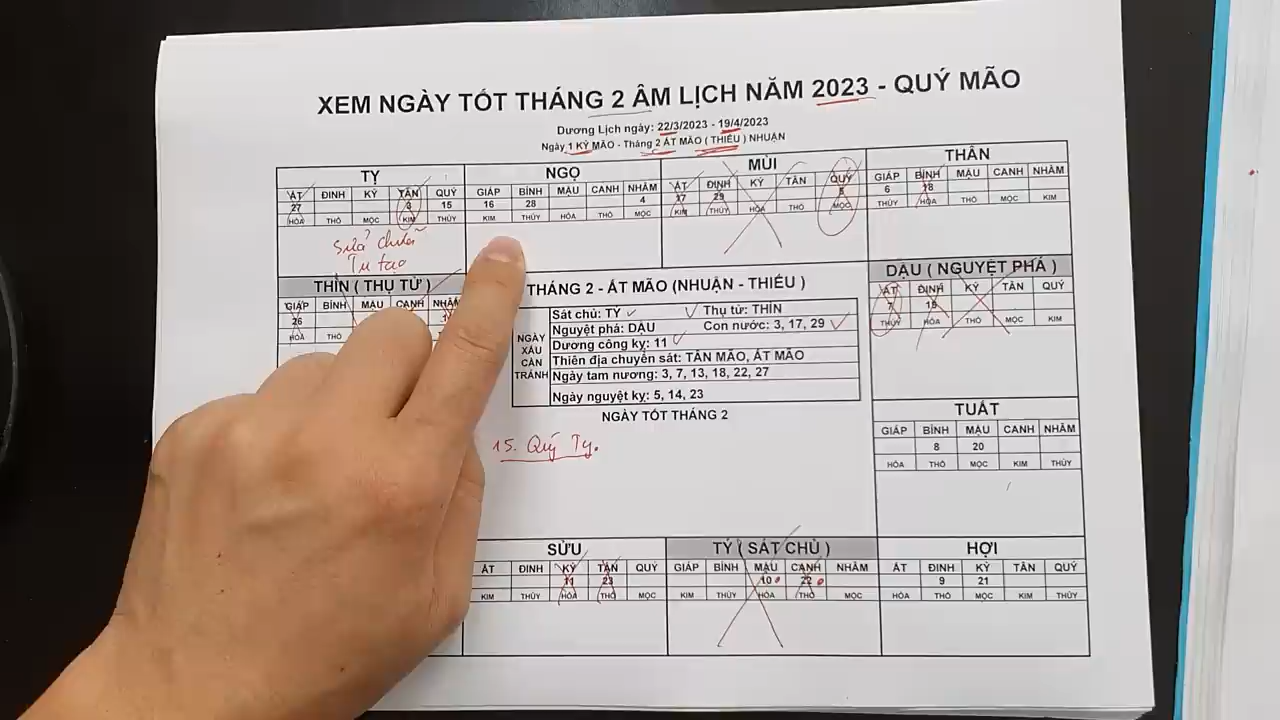 XEM NGÀY TỐT THÁNG 2 ÂM LỊCH NĂM 2023 - QUÝ MÃO
Dương Lịch ngày: 22/3/2023 - 19/4/2023
Ngày 1 KỶ MÃO - Tháng 2 ẤT MÃO ( THIẾU ) NHUẬN
TỴ
ẤT ĐINH KỶ TÂN QUÝ
27 3 15
HỎA THỔ MỘC KIM THỦY
Sửa chữa
Tu tạo
NGỌ
GIÁP BÍNH MẬU CANH NHÂM
16 28 4
KIM THỦY HỎA THỔ MỘC
MÙI
ẤT ĐINH KỶ TÂN QUÝ
17 29 5
KIM THỦY HỎA THỔ MỘC
THÂN
GIÁP BÍNH MẬU CANH NHÂM
6 18
THỦY HỎA THỔ MỘC KIM
THÌN ( THỤ TỬ )
GIÁP BÍNH MẬU CANH NHÂM
26
HỎA THỔ
THÁNG 2 - ẤT MÃO (NHUẬN - THIẾU )
NGÀY XẤU CẦN TRÁNH
Sát chủ: TÝ Thụ tử: THÌN
Nguyệt phá: DẬU Con nước: 3, 17, 29
Dương công kỵ: 11
Thiên địa chuyển sát: TÂN MÃO, ẤT MÃO
Ngày tam nương: 3, 7, 13, 18, 22, 27
Ngày nguyệt kỵ: 5, 14, 23
NGÀY TỐT THÁNG 2
15. Quý Tỵ.
DẬU ( NGUYỆT PHÁ )
ẤT ĐINH KỶ TÂN QUÝ
7 19
THỦY HỎA THỔ MỘC KIM
TUẤT
GIÁP BÍNH MẬU CANH NHÂM
8 20
HỎA THỔ MỘC KIM THỦY
SỬU
ẤT ĐINH KỶ TÂN QUÝ
11 23
KIM THỦY HỎA THỔ MỘC
TÝ ( SÁT CHỦ )
GIÁP BÍNH MẬU CANH NHÂM
10 22
KIM THỦY HỎA THỔ MỘC
HỢI
ẤT ĐINH KỶ TÂN QUÝ
9 21
HỎA THỔ MỘC KIM THỦY